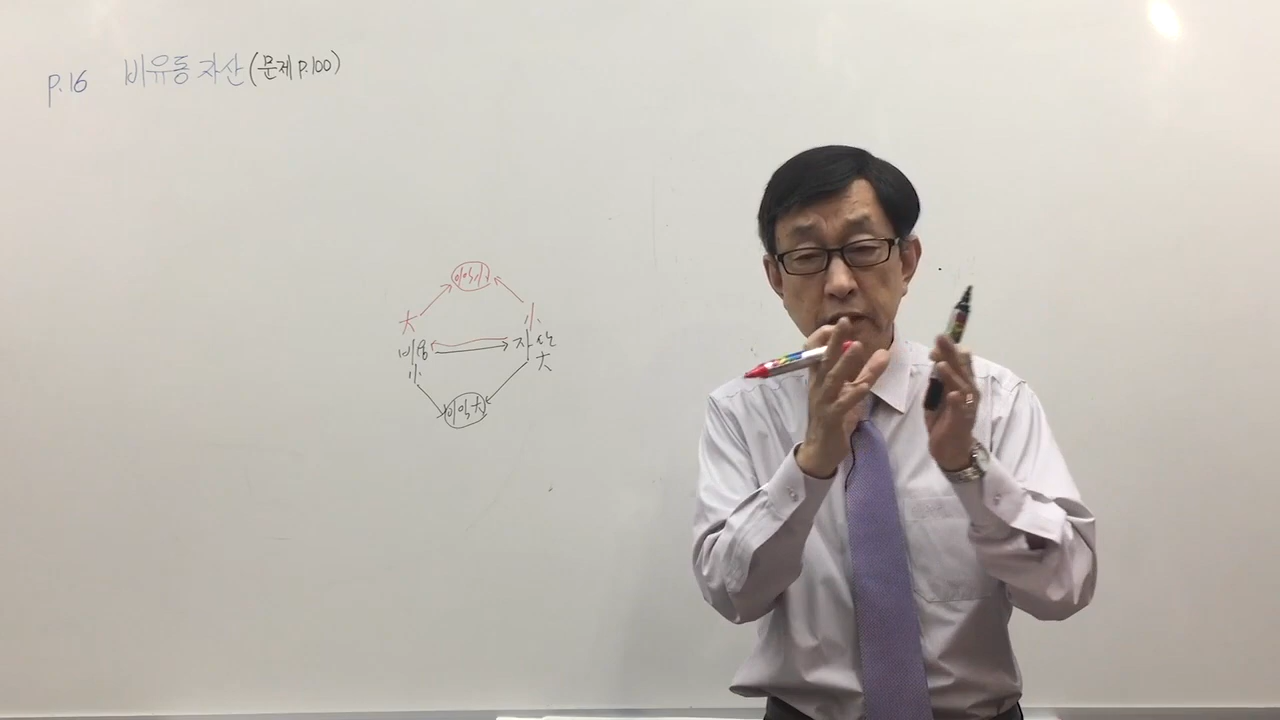 p.16 비유동 자산 (문제 p.100)
이익小
大 小
비용 자산
小 大
이익大